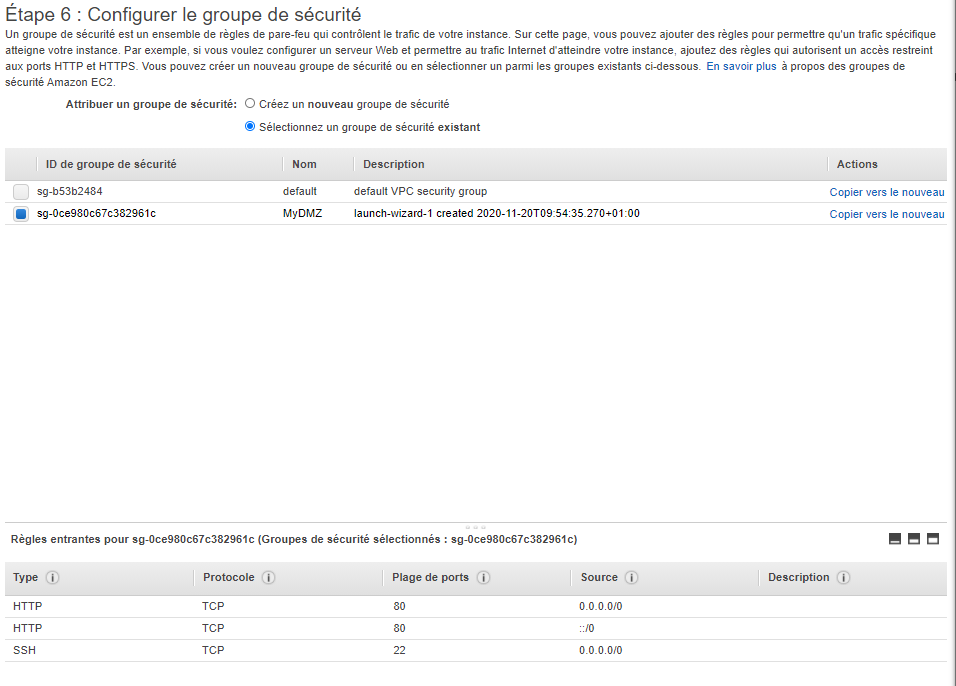 Étape 6 : Configurer le groupe de sécurité
Un groupe de sécurité est un ensemble de règles de pare-feu qui contrôlent le trafic de votre instance. Sur cette page, vous pouvez ajouter des règles pour permettre qu'un trafic spécifique
atteigne votre instance. Par exemple, si vous voulez configurer un serveur Web et permettre au trafic Internet d'atteindre votre instance, ajoutez des règles qui autorisent un accès restreint
aux ports HTTP et HTTPS. Vous pouvez créer un nouveau groupe de sécurité ou en sélectionner un parmi les groupes existants ci-dessous. En savoir plus à propos des groupes de
sécurité Amazon EC2.
Attribuer un groupe de sécurité: Créez un nouveau groupe de sécurité
Sélectionnez un groupe de sécurité existant
ID de groupe de sécurité Nom Description Actions
sg-b53b2484 default default VPC security group Copier vers le nouveau
sg-0ce980c67c382961c MyDMZ launch-wizard-1 created 2020-11-20T09:54:35.270+01:00 Copier vers le nouveau
Règles entrantes pour sg-0ce980c67c382961c (Groupes de sécurité sélectionnés : sg-0ce980c67c382961c)
Type i Protocole i Plage de ports i Source i Description i
HTTP TCP 80 0.0.0.0/0
HTTP TCP 80 ::/0
SSH TCP 22 0.0.0.0/0